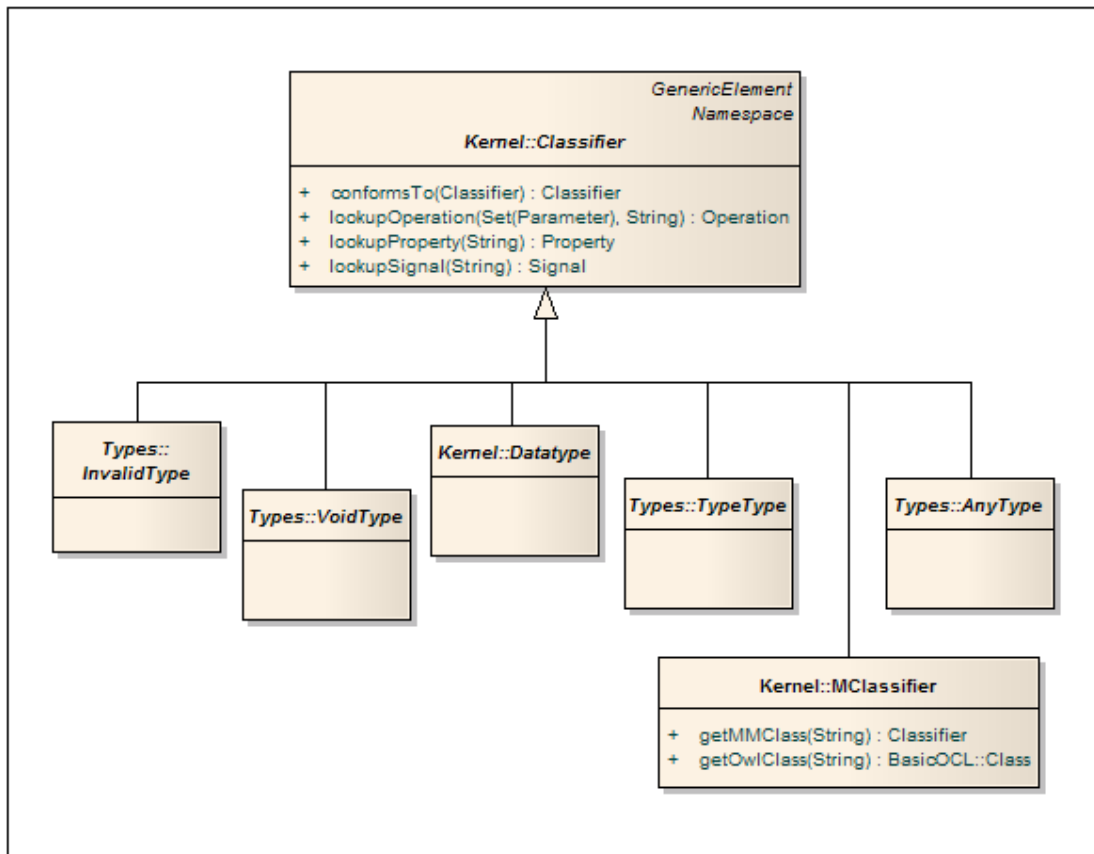 GenericElement
Namespace
Kernel::Classifier
+ conformsTo(Classifier) : Classifier
+ lookupOperation(Set(Parameter), String) : Operation
+ lookupProperty(String) : Property
+ lookupSignal(String) : Signal
Types::
InvalidType
Types::VoidType
Kernel::Datatype
Types::TypeType
Types::AnyType
Kernel::MClassifier
+ getMMClass(String) : Classifier
+ getOwlClass(String) : BasicOCL::Class